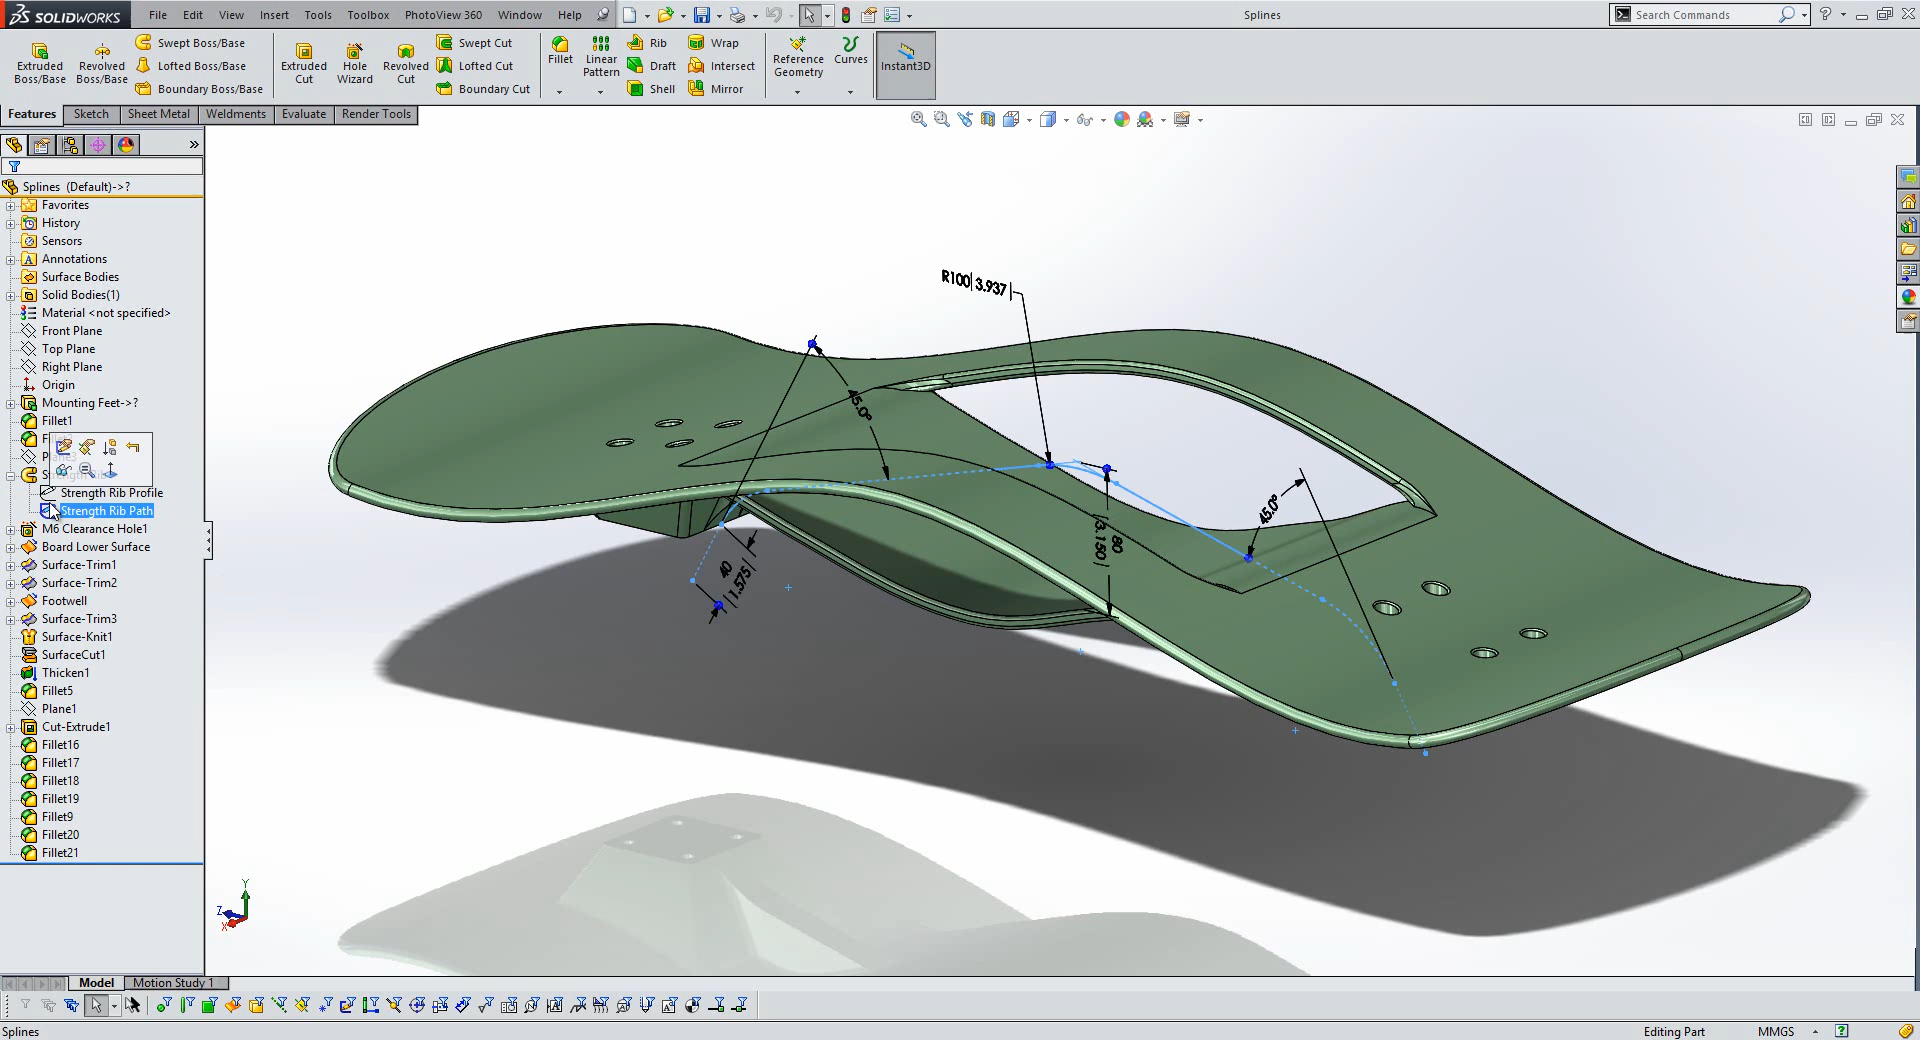 SOLIDWORKS File Edit View Insert Tools Toolbox PhotoView 360 Window Help Splines Search Commands
Extruded Boss/Base
Revolved Boss/Base
Swept Boss/Base
Lofted Boss/Base
Boundary Boss/Base
Extruded Cut
Hole Wizard
Revolved Cut
Swept Cut
Lofted Cut
Boundary Cut
Fillet
Linear Pattern
Rib
Draft
Shell
Wrap
Intersect
Mirror
Reference Geometry
Curves
Instant3D
Features Sketch Sheet Metal Weldments Evaluate Render Tools
Splines (Default)->?
Favorites
History
Sensors
Annotations
Surface Bodies
Solid Bodies(1)
Material <not specified>
Front Plane
Top Plane
Right Plane
Origin
Mounting Feet->?
Fillet1
Strength Rib Profile
Strength Rib Path
M6 Clearance Hole1
Board Lower Surface
Surface-Trim1
Surface-Trim2
Footwell
Surface-Trim3
Surface-Knit1
SurfaceCut1
Thicken1
Fillet5
Plane1
Cut-Extrude1
Fillet16
Fillet17
Fillet18
Fillet19
Fillet9
Fillet20
Fillet21
R100 3.937
45.0°
45.0°
80
3.150
40
1.575
Y
Z
X
Model Motion Study 1
Splines Editing Part MMGS